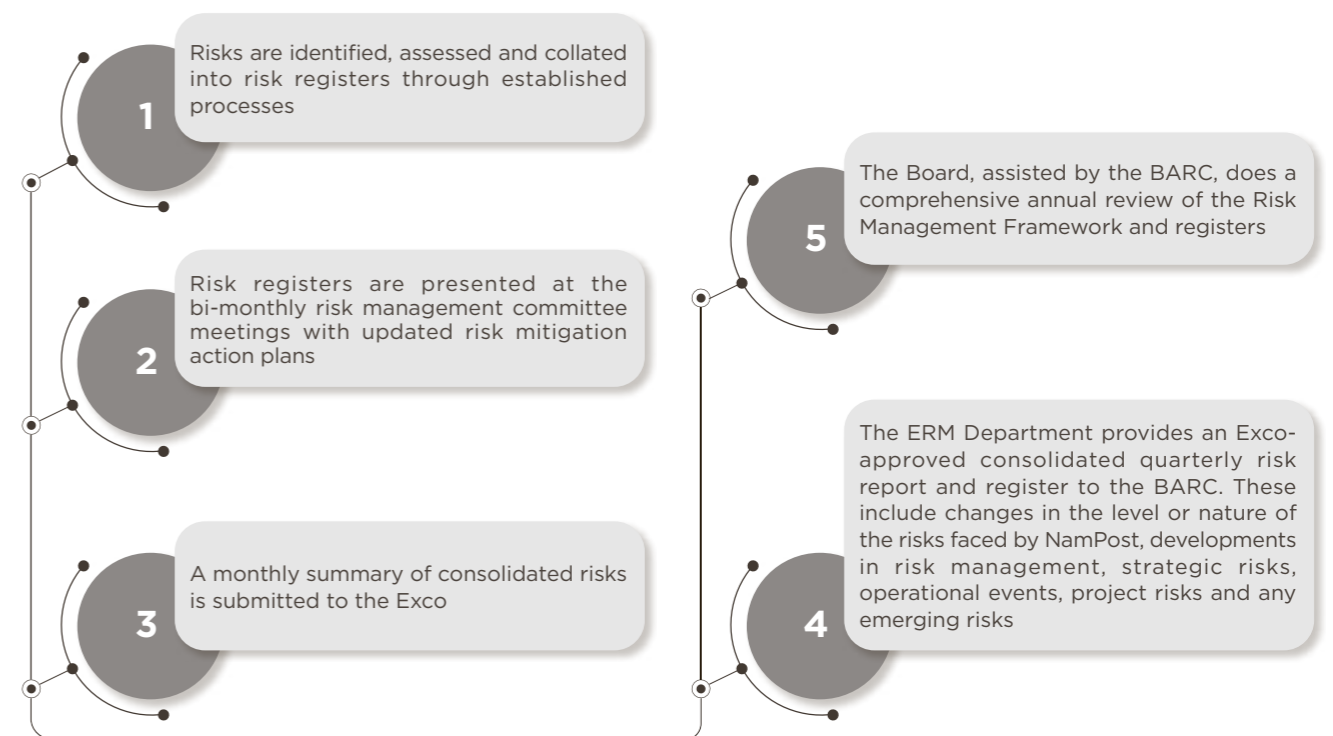 1
Risks are identified, assessed and collated
into risk registers through established
processes
2
Risk registers are presented at the
bi-monthly risk management committee
meetings with updated risk mitigation
action plans
3
A monthly summary of consolidated risks
is submitted to the Exco
4
The ERM Department provides an Exco-
approved consolidated quarterly risk
report and register to the BARC. These
include changes in the level or nature of
the risks faced by NamPost, developments
in risk management, strategic risks,
operational events, project risks and any
emerging risks
5
The Board, assisted by the BARC, does a
comprehensive annual review of the Risk
Management Framework and registers